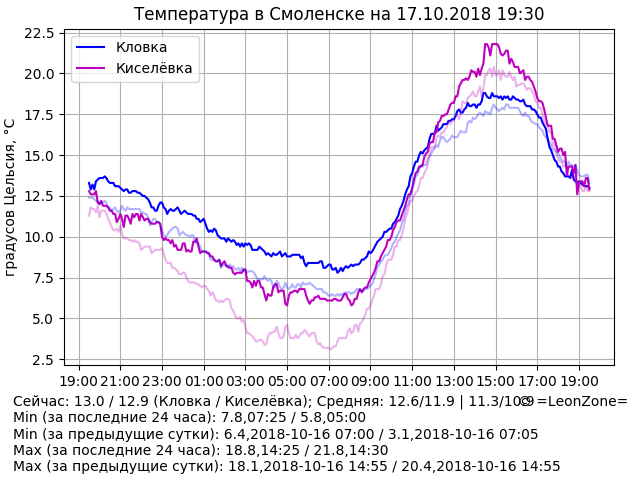 Температура в Смоленске на 17.10.2018 19:30
Кловка
Киселёвка
градусов Цельсия, °C
22.5
20.0
17.5
15.0
12.5
10.0
7.5
5.0
2.5
19:00 21:00 23:00 01:00 03:00 05:00 07:00 09:00 11:00 13:00 15:00 17:00 19:00
Сейчас: 13.0 / 12.9 (Кловка / Киселёвка); Средняя: 12.6/11.9 | 11.3/10.9 =LeonZone=
Min (за последние 24 часа): 7.8,07:25 / 5.8,05:00
Min (за предыдущие сутки): 6.4,2018-10-16 07:00 / 3.1,2018-10-16 07:05
Max (за последние 24 часа): 18.8,14:25 / 21.8,14:30
Max (за предыдущие сутки): 18.1,2018-10-16 14:55 / 20.4,2018-10-16 14:55